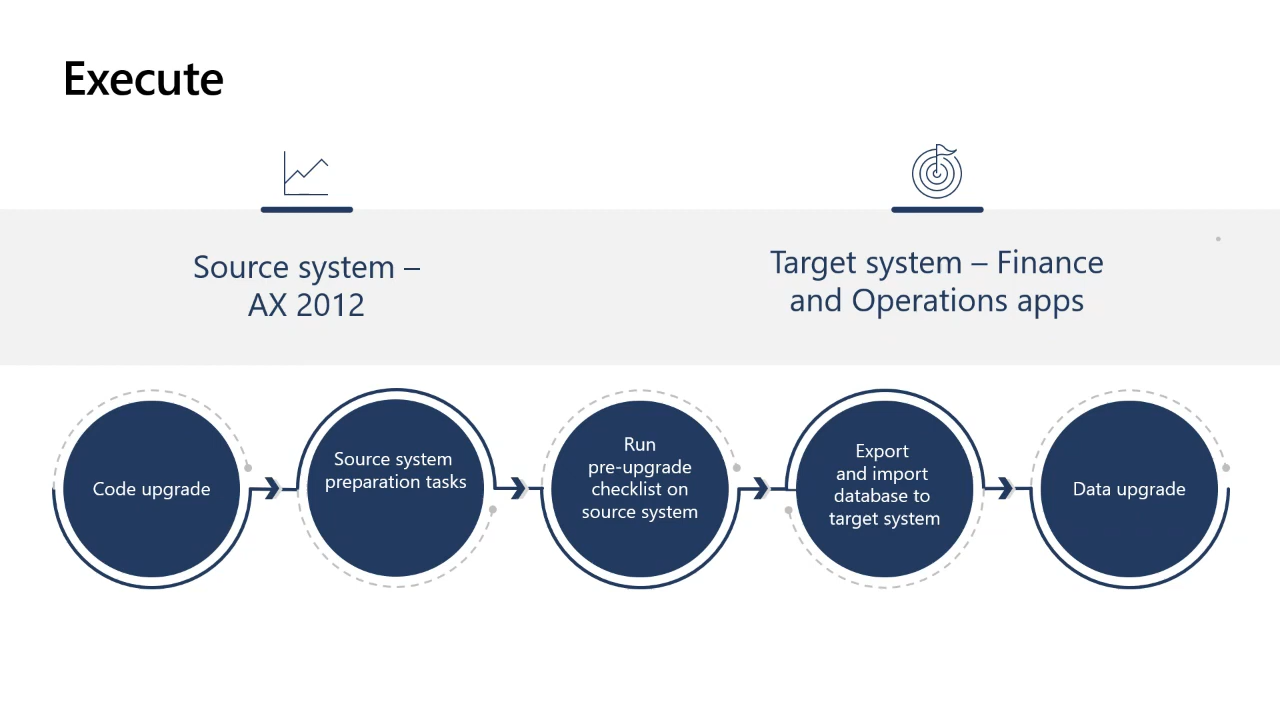 Execute
Source system –
AX 2012
Target system – Finance
and Operations apps
Code upgrade
Source system
preparation tasks
Run
pre-upgrade
checklist on
source system
Export
and import
database to
target system
Data upgrade